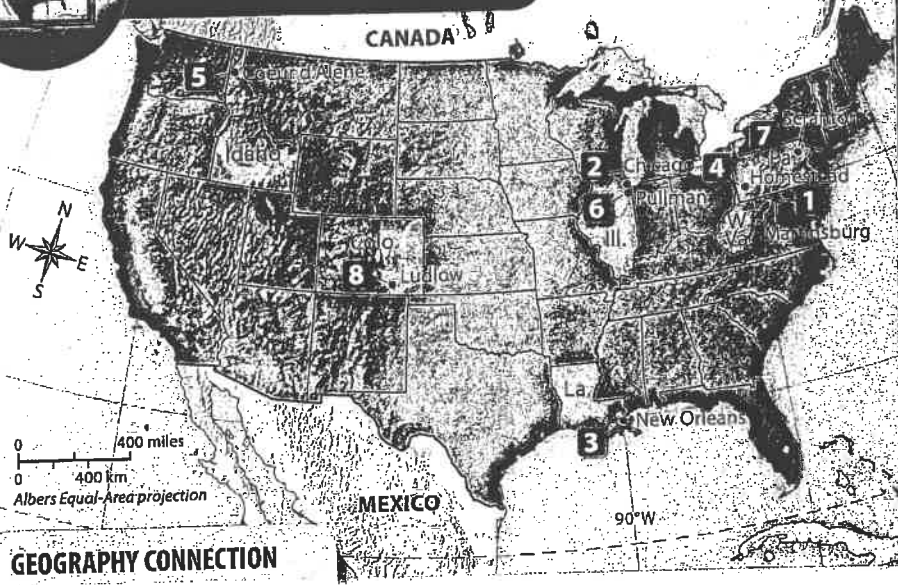 CANADA
5
Coeur d'Alene
Idaho
7
Scranton
2
Chicago
4
Pa.
Homestead
6
Pullman
1
Ill.
W.
Va.
Martinsburg
N
W
E
S
Colo.
8
Ludlow
La.
New Orleans
3
0
400 miles
0
400 km
Albers Equal-Area projection
MEXICO
90°W
GEOGRAPHY CONNECTION